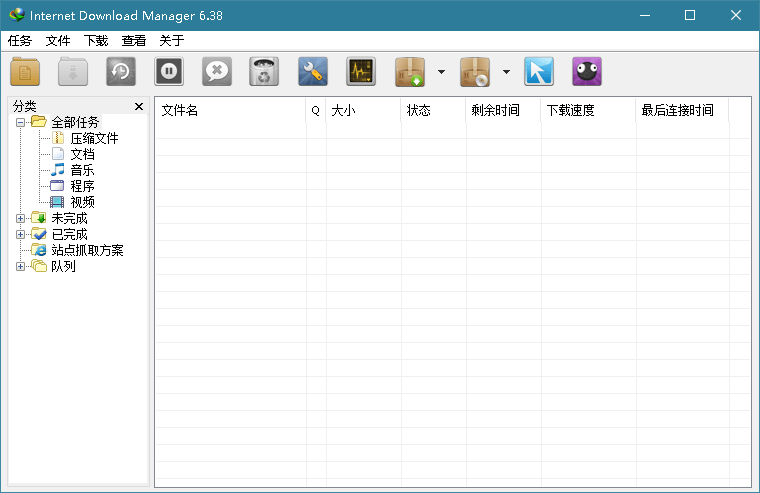 Internet Download Manager 6.38
任务 文件 下载 查看 关于
分类
文件名 Q 大小 状态 剩余时间 下载速度 最后连接时间
全部任务
压缩文件
文档
音乐
程序
视频
未完成
已完成
站点抓取方案
队列